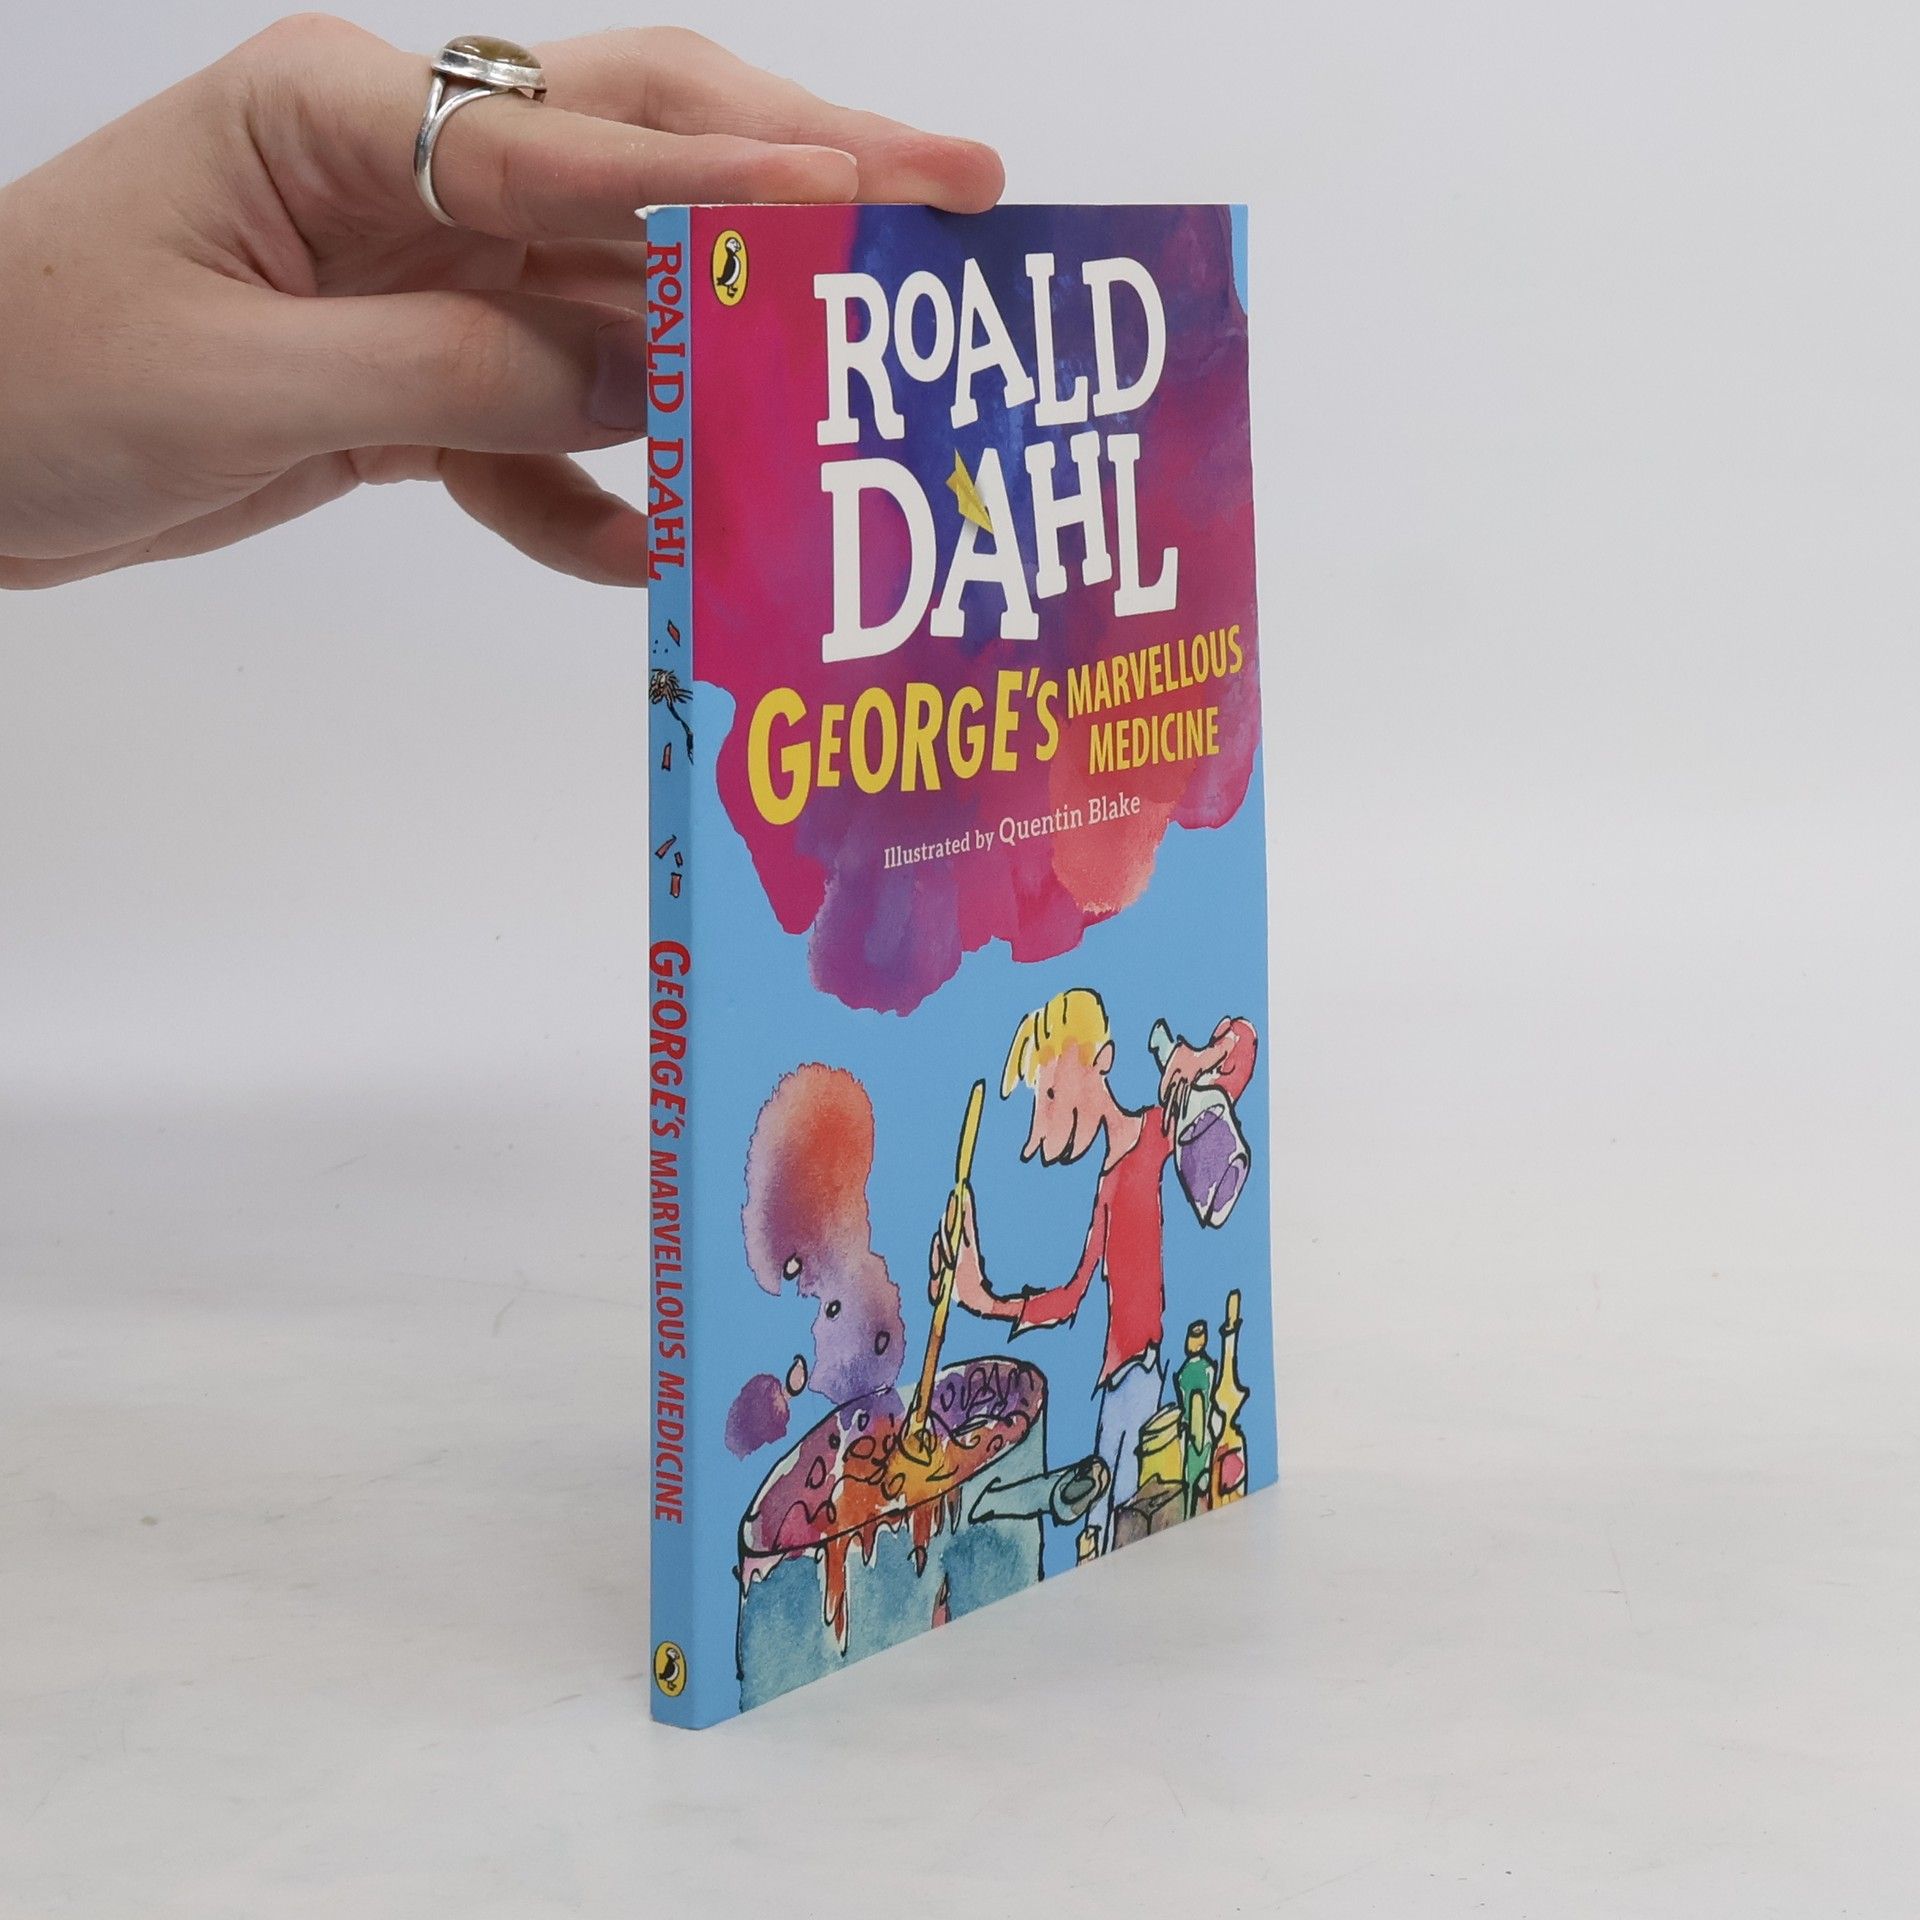 ROALD DAHL GEORGE'S MARVELLOUS MEDICINE
ROALD
DAHL
GEORGE'S MARVELLOUS
MEDICINE
Illustrated by Quentin Blake